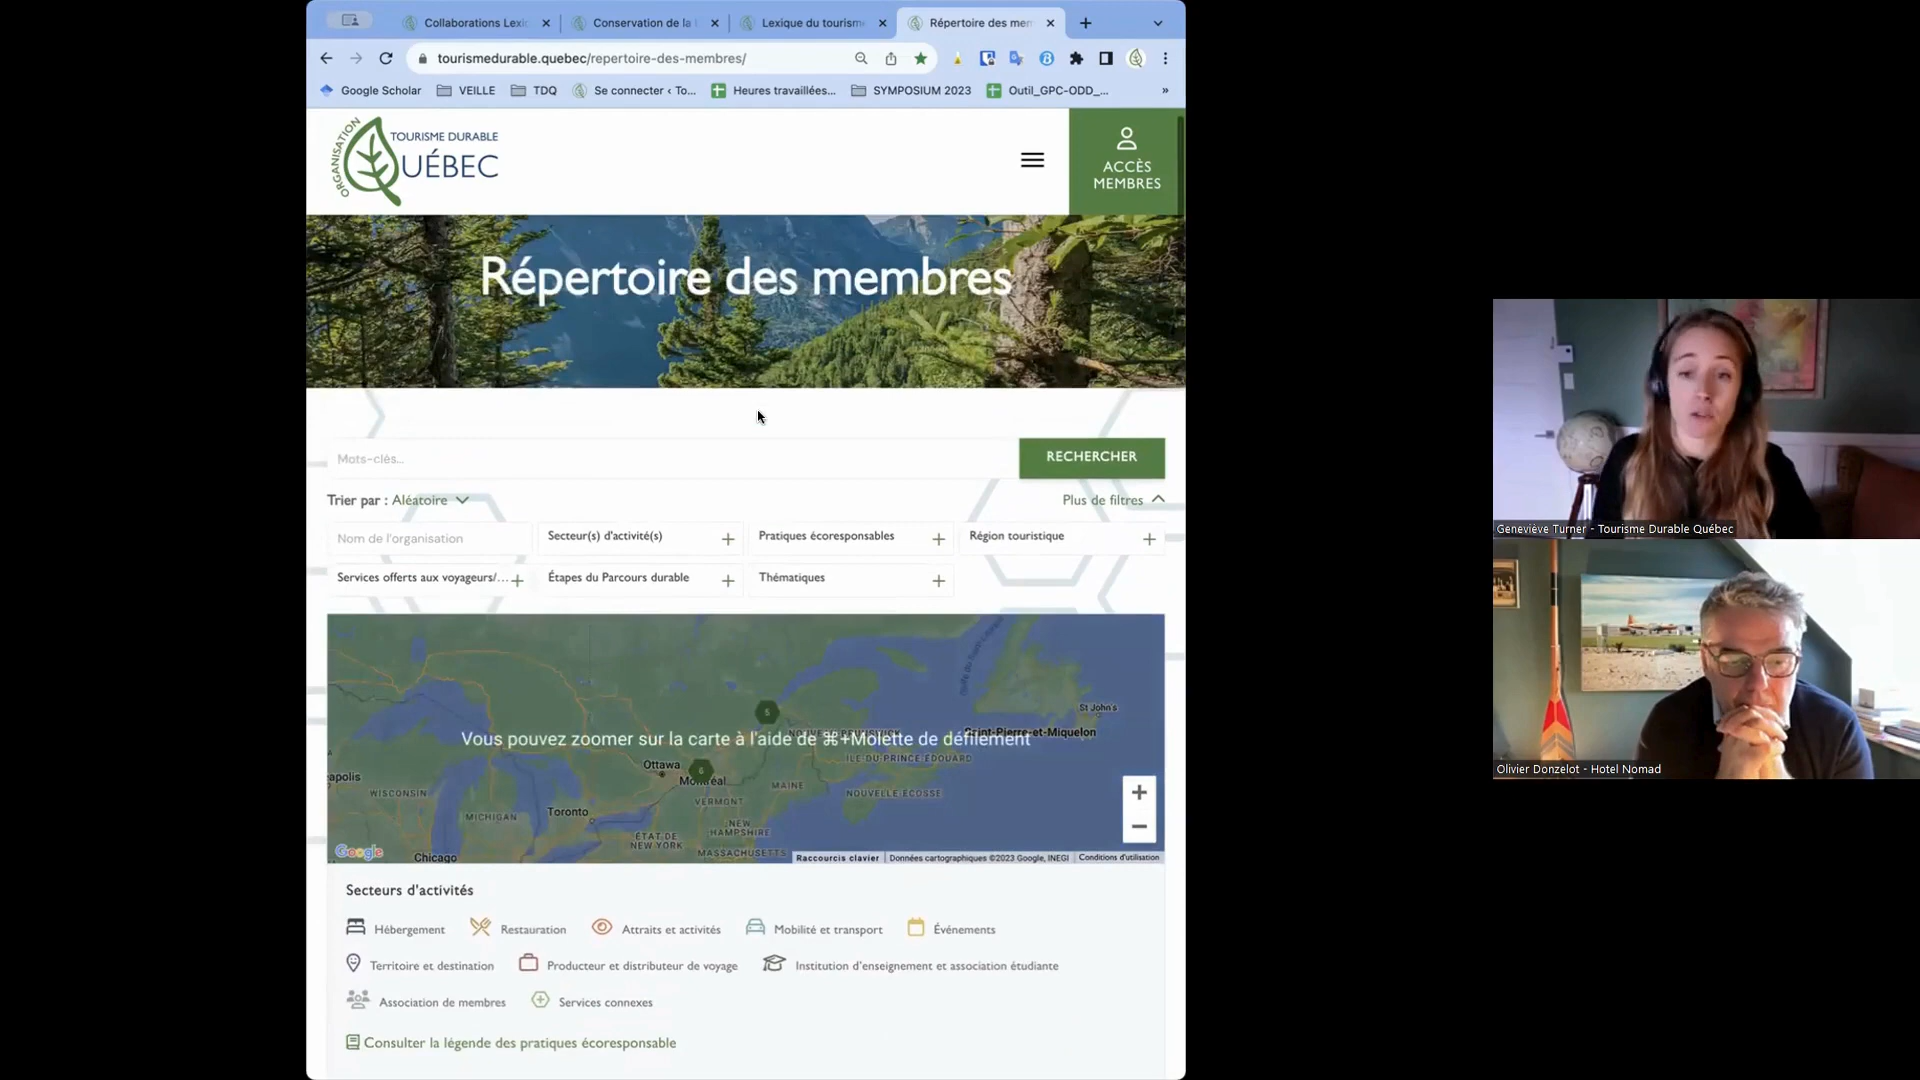 Collaborations Lexi
Conservation de la
Lexique du tourisme
Répertoire des mem
tourismedurable.quebec/repertoire-des-membres/
Google Scholar
VEILLE
TDQ
Se connecter ‹ To...
Heures travaillées...
SYMPOSIUM 2023
Outil_GPC-ODD_...
»
ORGANISATION
TOURISME DURABLE
QUÉBEC
ACCÈS
MEMBRES
Répertoire des membres
Mots-clés...
RECHERCHER
Trier par : Aléatoire
Plus de filtres
Nom de l'organisation
Secteur(s) d'activité(s)
Pratiques écoresponsables
Région touristique
Services offerts aux voyageurs/...
Étapes du Parcours durable
Thématiques
St John's
5
Vous pouvez zoomer sur la carte à l'aide de ⌘+Molette de défilement
Saint-Pierre-et-Miquelon
ÎLE-DU-PRINCE-ÉDOUARD
Ottawa
6
Montréal
apolis
MAINE
WISCONSIN
NOUVELLE-ÉCOSSE
VERMONT
MICHIGAN
Toronto
NEW
HAMPSHIRE
ÉTAT DE
NEW YORK
MASSACHUSETTS
Chicago
Google
Raccourcis clavier
Données cartographiques ©2023 Google, INEGI
Conditions d'utilisation
Secteurs d'activités
Hébergement
Restauration
Attraits et activités
Mobilité et transport
Événements
Territoire et destination
Producteur et distributeur de voyage
Institution d'enseignement et association étudiante
Association de membres
Services connexes
Consulter la légende des pratiques écoresponsable
Geneviève Turner - Tourisme Durable Québec
Olivier Donzelot - Hotel Nomad